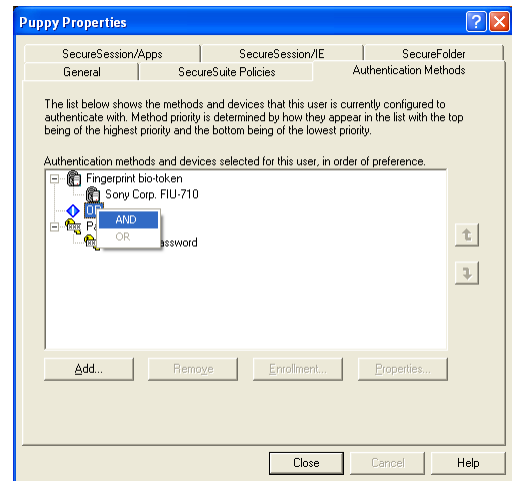 Puppy Properties
SecureSession/Apps SecureSession/IE SecureFolder
General SecureSuite Policies Authentication Methods
The list below shows the methods and devices that this user is currently configured to
authenticate with. Method priority is determined by how they appear in the list with the top
being of the highest priority and the bottom being of the lowest priority.
Authentication methods and devices selected for this user, in order of preference.
Fingerprint bio-token
Sony Corp. FIU-710
AND
OR
Add... Remove Enrollment... Properties...
Close Cancel Help